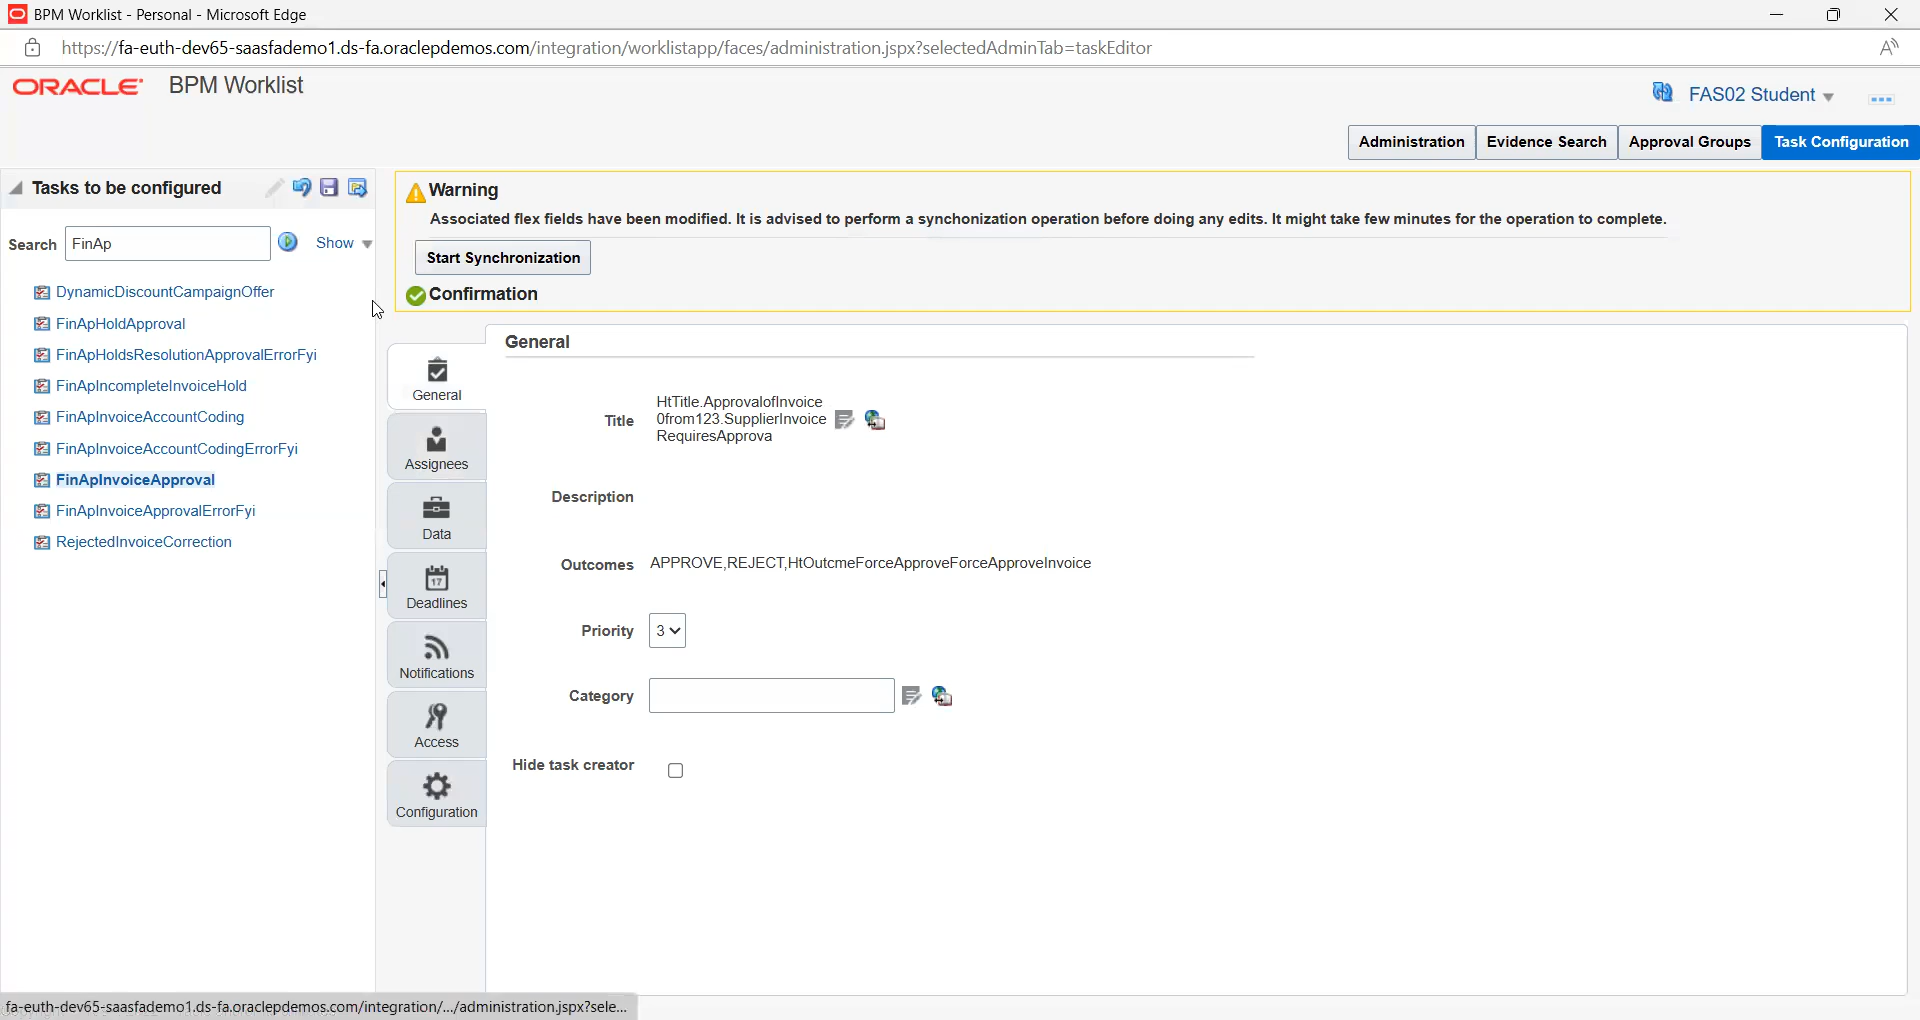 BPM Worklist - Personal - Microsoft Edge
https://fa-euth-dev65-saasfademo1.ds-fa.oraclepdemos.com/integration/worklistapp/faces/administration.jspx?selectedAdminTab=taskEditor
ORACLE BPM Worklist
FAS02 Student
Administration Evidence Search Approval Groups Task Configuration
Tasks to be configured
Search FinAp Show
DynamicDiscountCampaignOffer
FinApHoldApproval
FinApHoldsResolutionApprovalErrorFyi
FinApIncompleteInvoiceHold
FinApInvoiceAccountCoding
FinApInvoiceAccountCodingErrorFyi
FinApInvoiceApproval
FinApInvoiceApprovalErrorFyi
RejectedInvoiceCorrection
Warning
Associated flex fields have been modified. It is advised to perform a synchonization operation before doing any edits. It might take few minutes for the operation to complete.
Start Synchronization
Confirmation
General
Assignees
Data
17
Deadlines
Notifications
Access
Configuration
General
Title
HtTitle.ApprovalofInvoice
0from123.SupplierInvoice
RequiresApprova
Description
Outcomes APPROVE,REJECT,HtOutcmeForceApproveForceApproveInvoice
Priority 3
Category
Hide task creator
fa-euth-dev65-saasfademo1.ds-fa.oraclepdemos.com/integration/.../administration.jspx?sele...